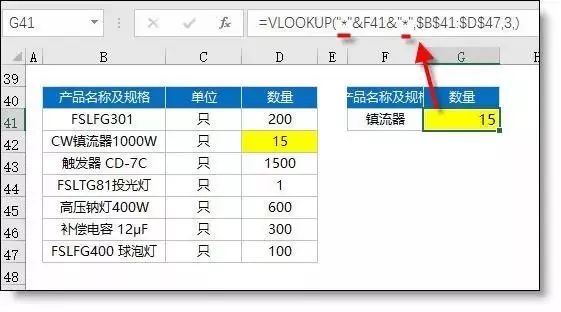 G41 =VLOOKUP("*"&F41&"*",$B$41:$D$47,3,)
A B C D E F G H
39
40 产品名称及规格 单位 数量 产品名称及规格 数量
41 FSLFG301 只 200 镇流器 15
42 CW镇流器1000W 只 15
43 触发器 CD-7C 只 1500
44 FSLTG81投光灯 只 1
45 高压钠灯400W 只 600
46 补偿电容 12μF 只 300
47 FSLFG400 球泡灯 只 100
48